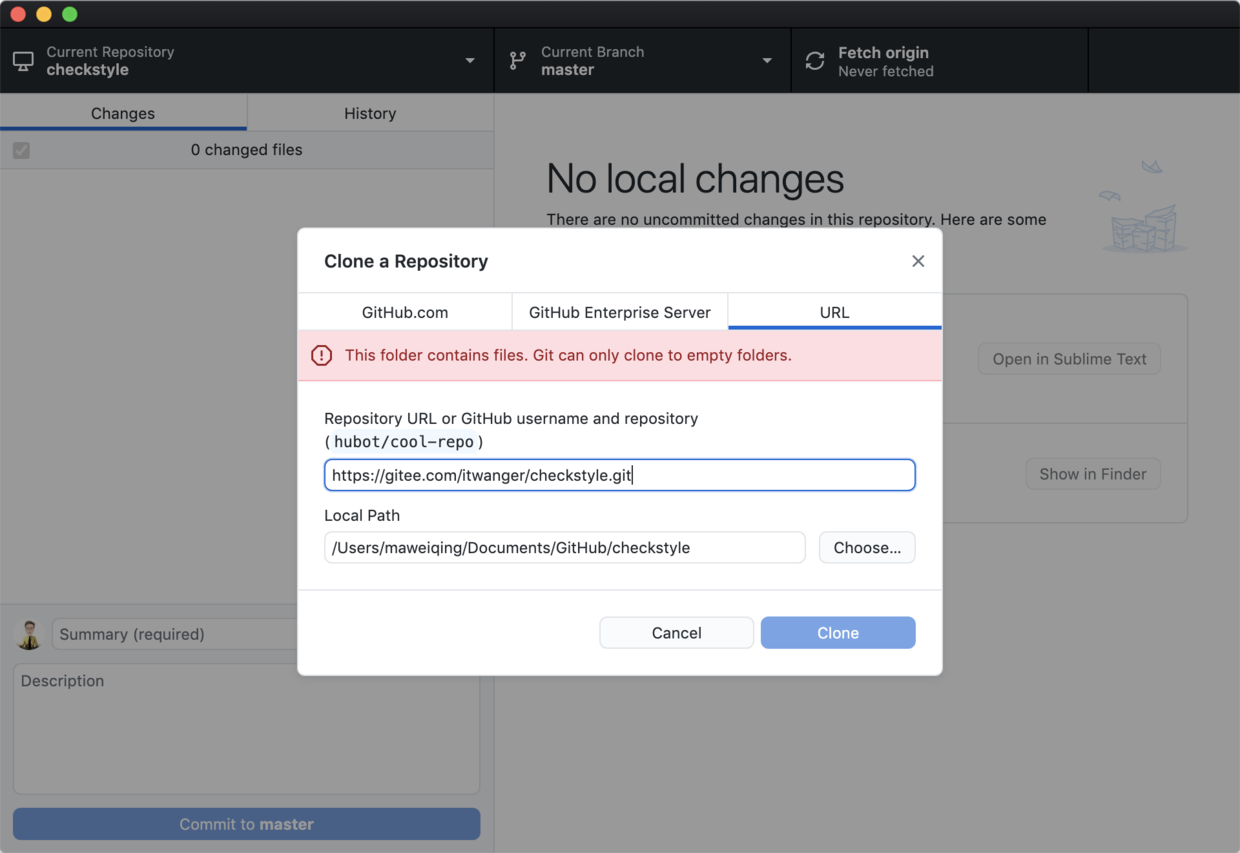 Current Repository
checkstyle
Current Branch
master
Fetch origin
Never fetched
Changes
History
0 changed files
No local changes
There are no uncommitted changes in this repository. Here are some
Clone a Repository
GitHub.com
GitHub Enterprise Server
URL
This folder contains files. Git can only clone to empty folders.
Open in Sublime Text
Repository URL or GitHub username and repository
(hubot/cool-repo)
https://gitee.com/itwanger/checkstyle.git
Show in Finder
Local Path
/Users/maweiqing/Documents/GitHub/checkstyle
Choose...
Cancel
Clone
Summary (required)
Description
Commit to master